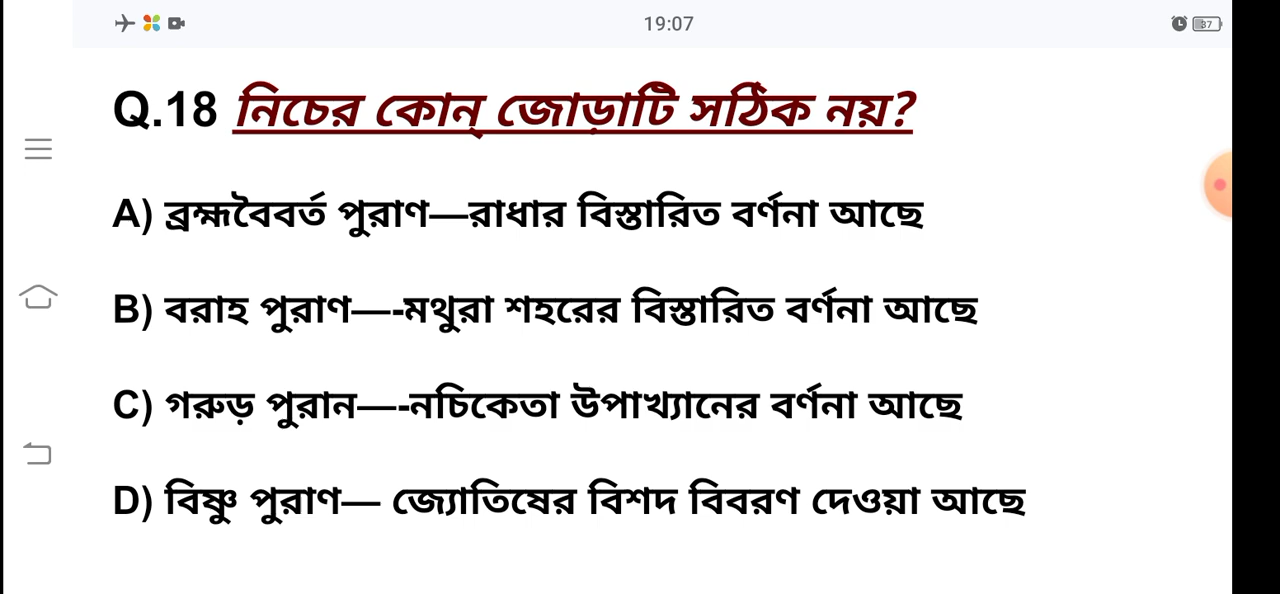 19:07
37
Q.18 নিচের কোন্ জোড়াটি সঠিক নয়?
A) ব্রহ্মবৈবর্ত পুরাণ—রাধার বিস্তারিত বর্ণনা আছে
B) বরাহ পুরাণ—-মথুরা শহরের বিস্তারিত বর্ণনা আছে
C) গরুড় পুরান—-নচিকেতা উপাখ্যানের বর্ণনা আছে
D) বিষ্ণু পুরাণ— জ্যোতিষের বিশদ বিবরণ দেওয়া আছে